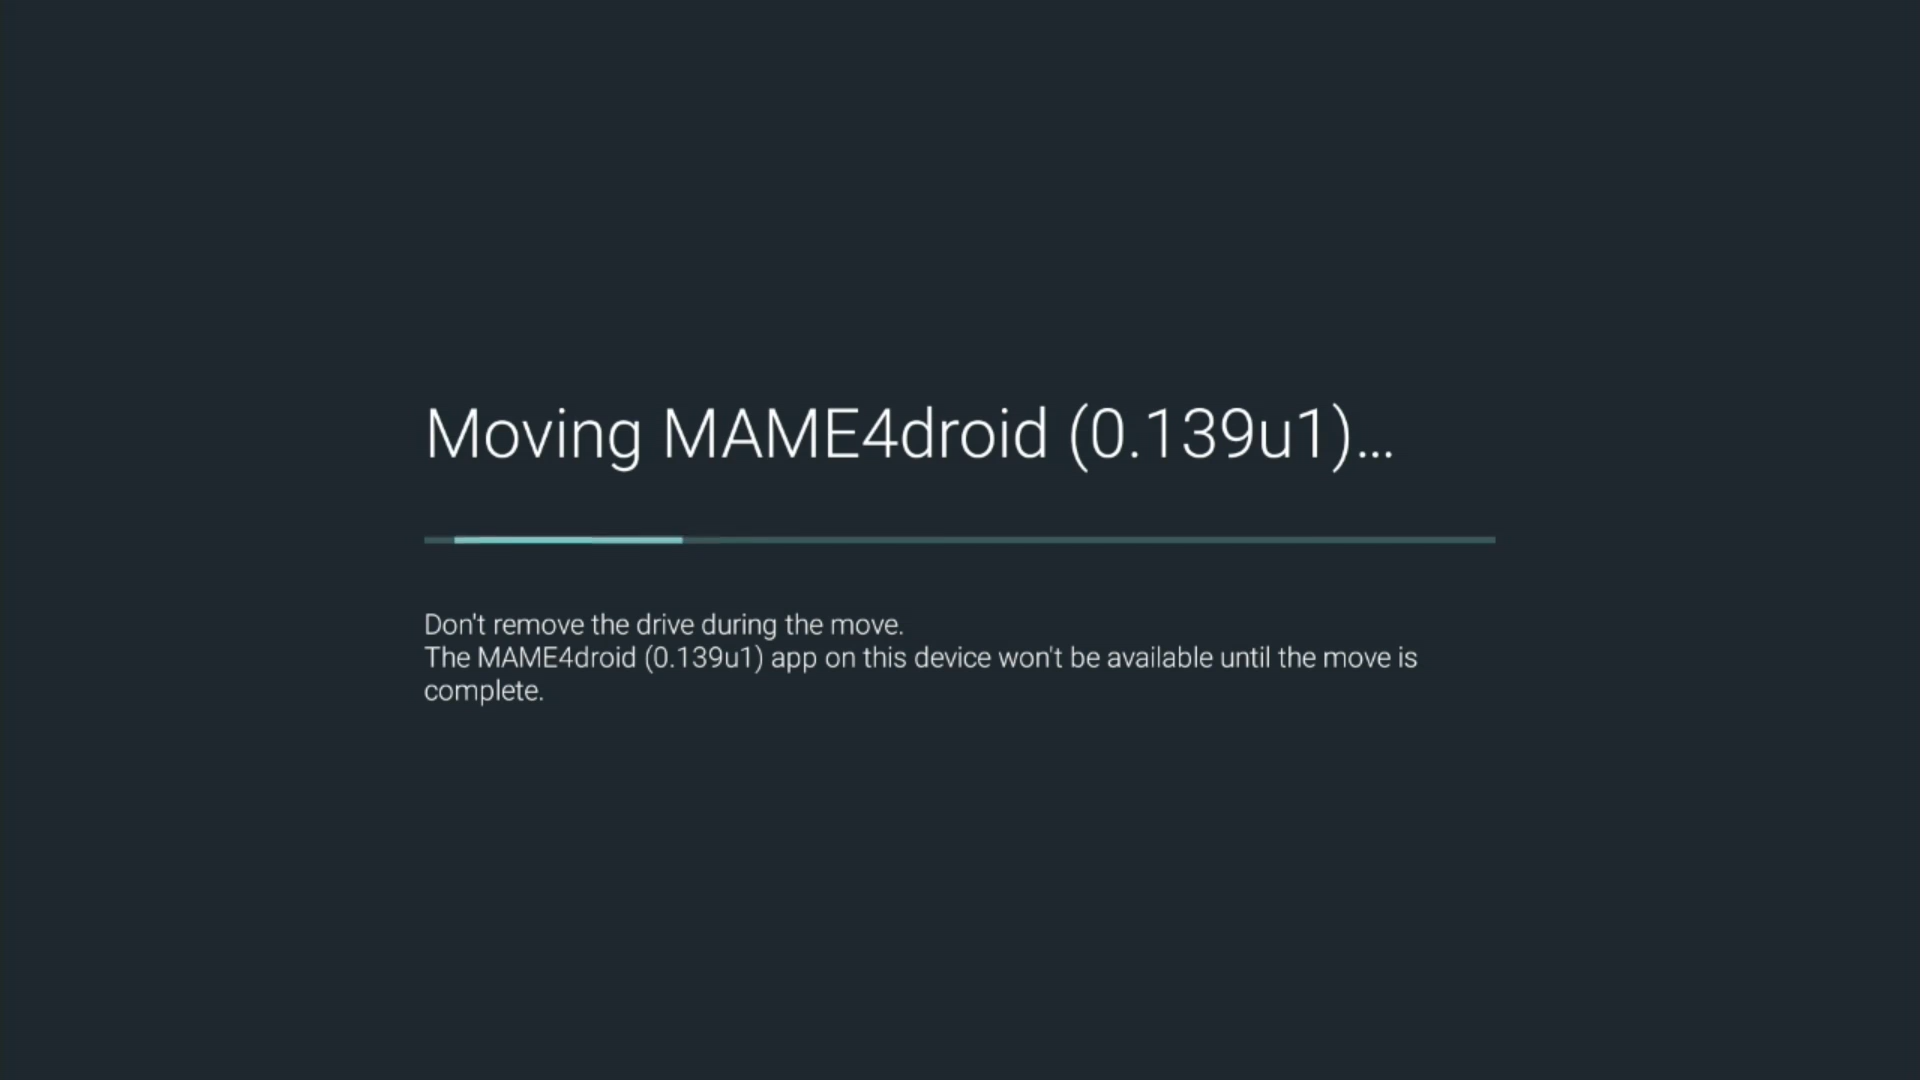 Moving MAME4droid (0.139u1)...
Don't remove the drive during the move.
The MAME4droid (0.139u1) app on this device won't be available until the move is
complete.